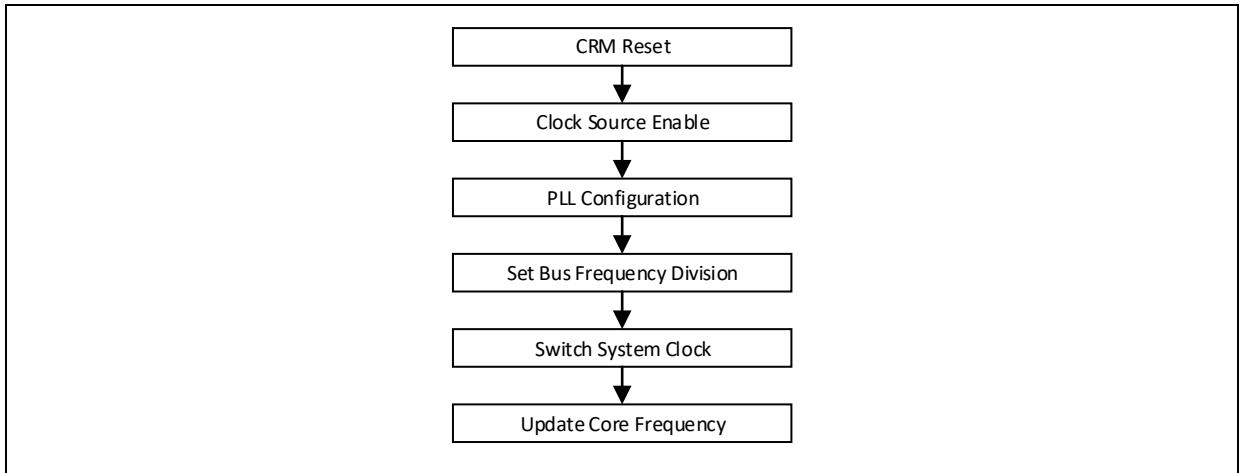 CRM Reset
Clock Source Enable
PLL Configuration
Set Bus Frequency Division
Switch System Clock
Update Core Frequency